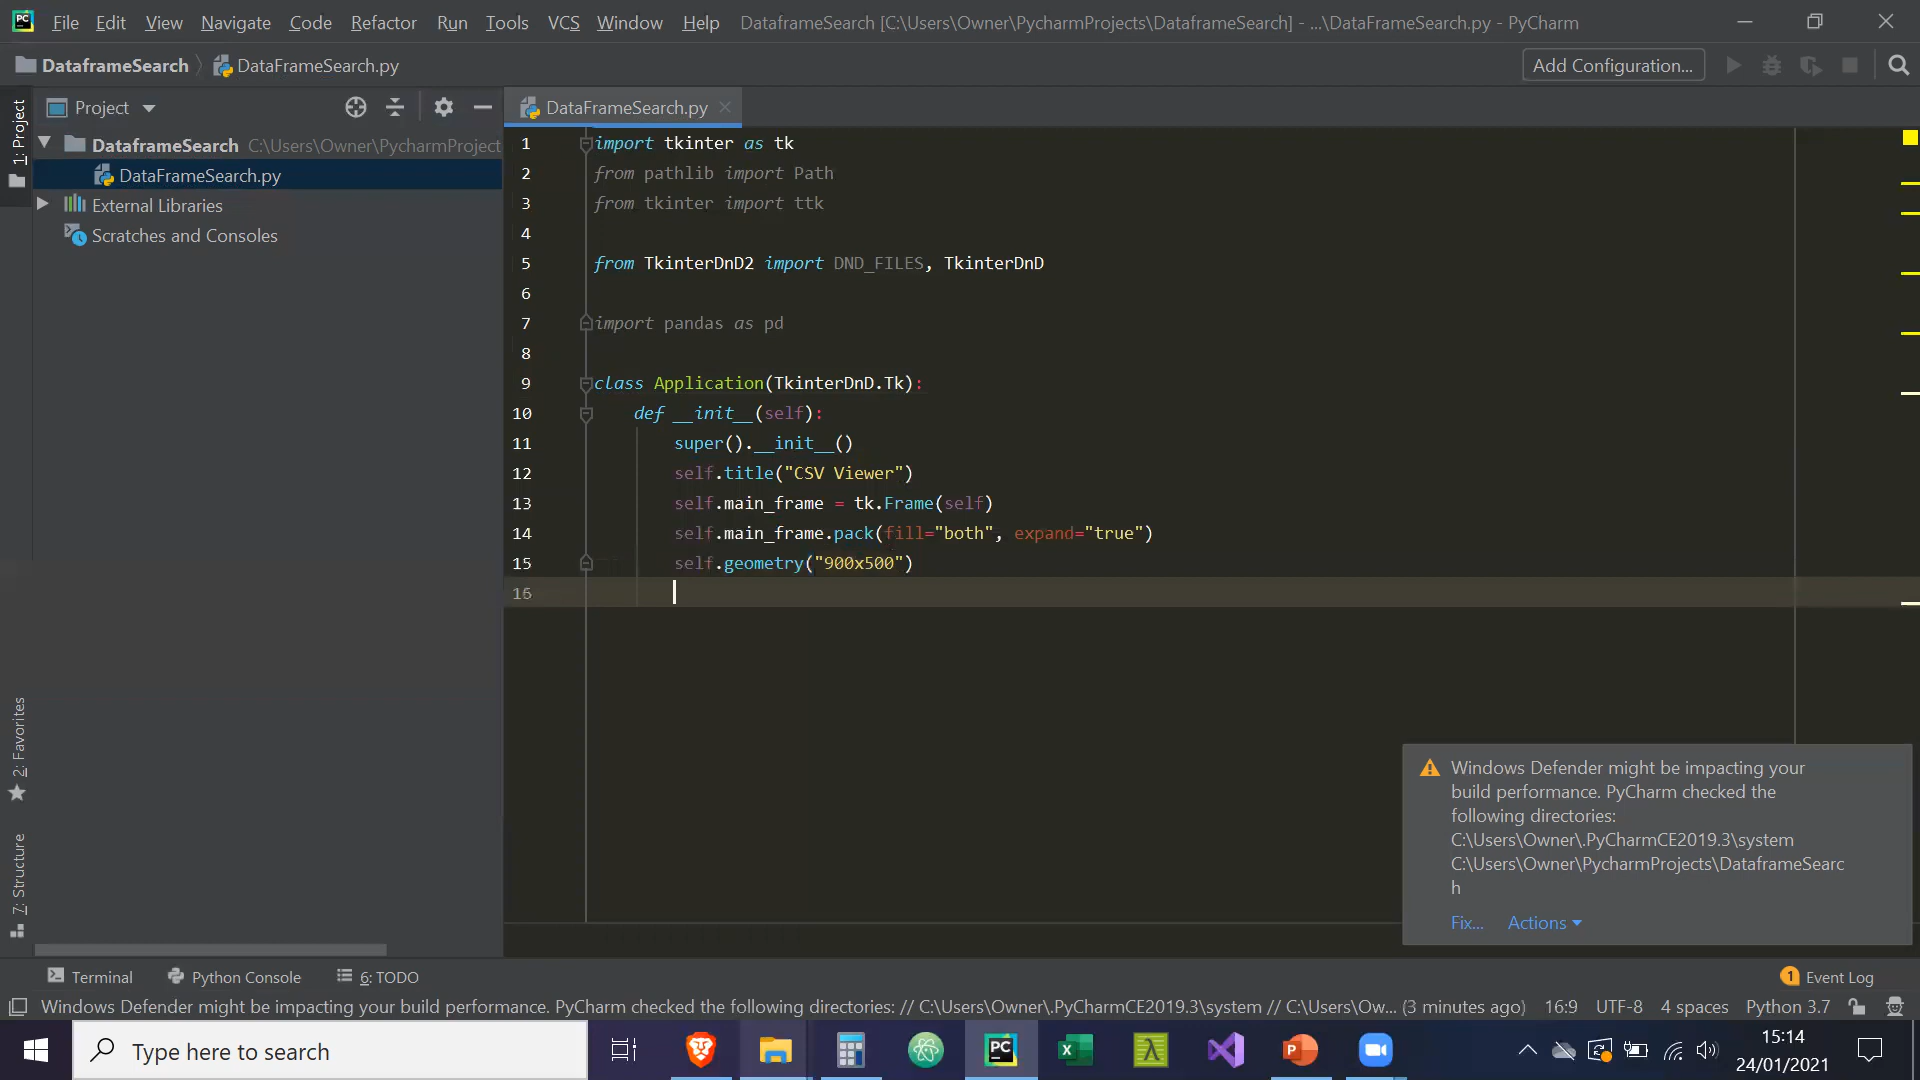 File Edit View Navigate Code Refactor Run Tools VCS Window Help DataframeSearch [C:\Users\Owner\PycharmProjects\DataframeSearch] - ...\DataFrameSearch.py - PyCharm
DataframeSearch DataFrameSearch.py Add Configuration...
Project
DataFrameSearch.py
1: Project
DataframeSearch C:\Users\Owner\PycharmProject
DataFrameSearch.py
External Libraries
Scratches and Consoles
2: Favorites
7: Structure
1 import tkinter as tk
2 from pathlib import Path
3 from tkinter import ttk
4
5 from TkinterDnD2 import DND_FILES, TkinterDnD
6
7 import pandas as pd
8
9 class Application(TkinterDnD.Tk):
10 def __init__(self):
11 super().__init__()
12 self.title("CSV Viewer")
13 self.main_frame = tk.Frame(self)
14 self.main_frame.pack(fill="both", expand="true")
15 self.geometry("900x500")
16
Windows Defender might be impacting your
build performance. PyCharm checked the
following directories:
C:\Users\Owner\.PyCharmCE2019.3\system
C:\Users\Owner\PycharmProjects\DataframeSearc
h
Fix... Actions
Terminal Python Console 6: TODO 1 Event Log
Windows Defender might be impacting your build performance. PyCharm checked the following directories: // C:\Users\Owner\.PyCharmCE2019.3\system // C:\Users\Ow... (3 minutes ago) 16:9 UTF-8 4 spaces Python 3.7
Type here to search
15:14
24/01/2021